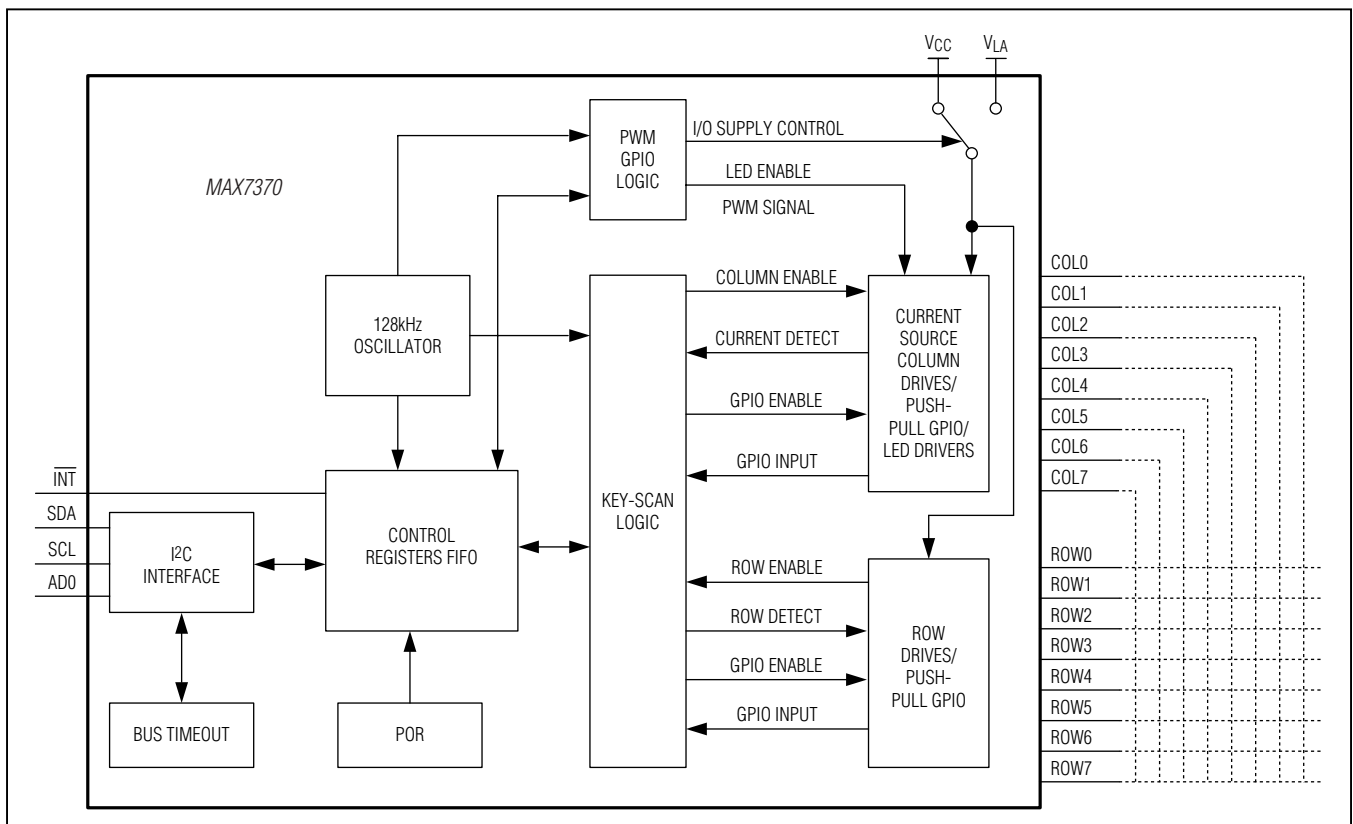 VCC
VLA
MAX7370
PWM
GPIO
LOGIC
I/O SUPPLY CONTROL
LED ENABLE
PWM SIGNAL
128kHz
OSCILLATOR
COLUMN ENABLE
CURRENT DETECT
GPIO ENABLE
GPIO INPUT
CURRENT
SOURCE
COLUMN
DRIVES/
PUSH-
PULL GPIO/
LED DRIVERS
COL0
COL1
COL2
COL3
COL4
COL5
COL6
COL7
INT
SDA
SCL
AD0
I2C
INTERFACE
CONTROL
REGISTERS FIFO
KEY-SCAN
LOGIC
ROW ENABLE
ROW DETECT
GPIO ENABLE
GPIO INPUT
ROW
DRIVES/
PUSH-
PULL GPIO
ROW0
ROW1
ROW2
ROW3
ROW4
ROW5
ROW6
ROW7
BUS TIMEOUT
POR